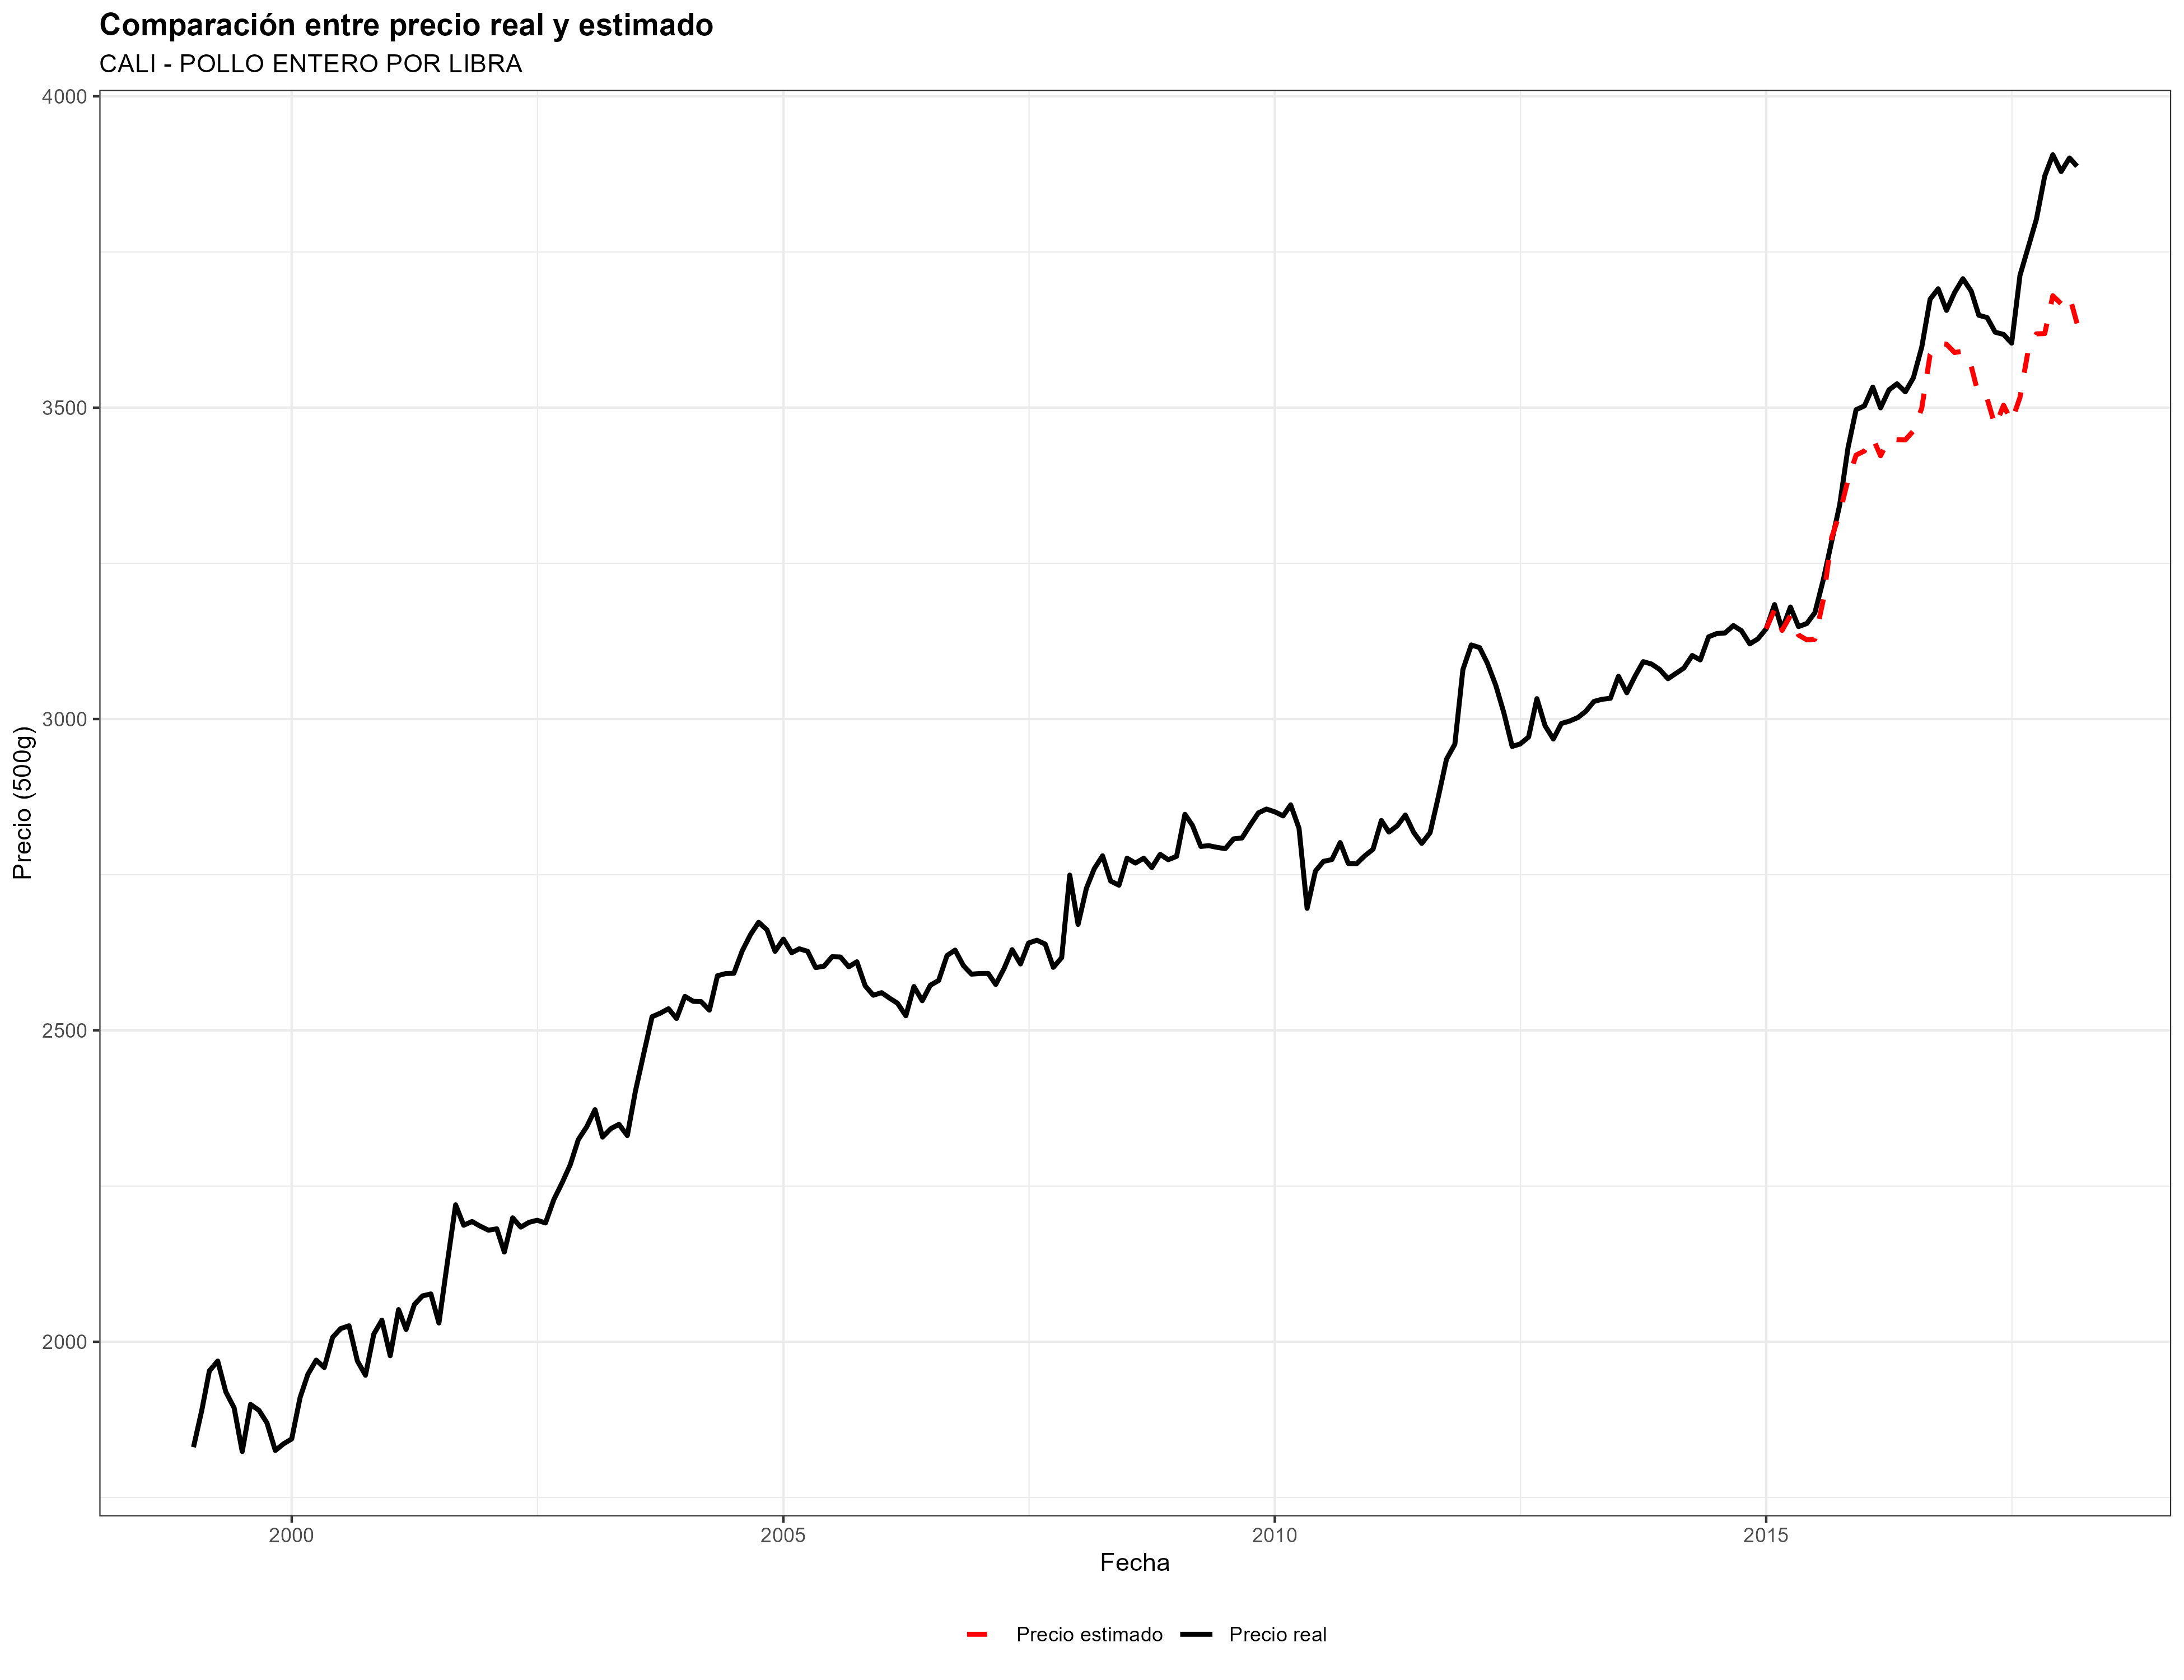 Comparación entre precio real y estimado
CALI - POLLO ENTERO POR LIBRA
4000
3500
3000
2500
2000
Precio (500g)
2000
2005
2010
2015
Fecha
Precio estimado
Precio real